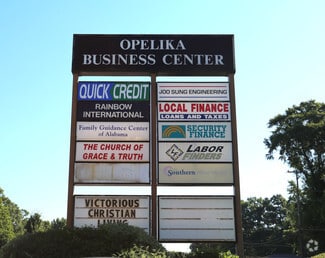 OPELIKA
BUSINESS CENTER
QUICK CREDIT
RAINBOW
INTERNATIONAL
Family Guidance Center
of Alabama
THE CHURCH OF
GRACE & TRUTH
VICTORIOUS
CHRISTIAN
LIVING
JOO SUNG ENGINEERING
LOCAL FINANCE
LOANS AND TAXES
SECURITY
FINANCE
LABOR
FINDERS
Southern